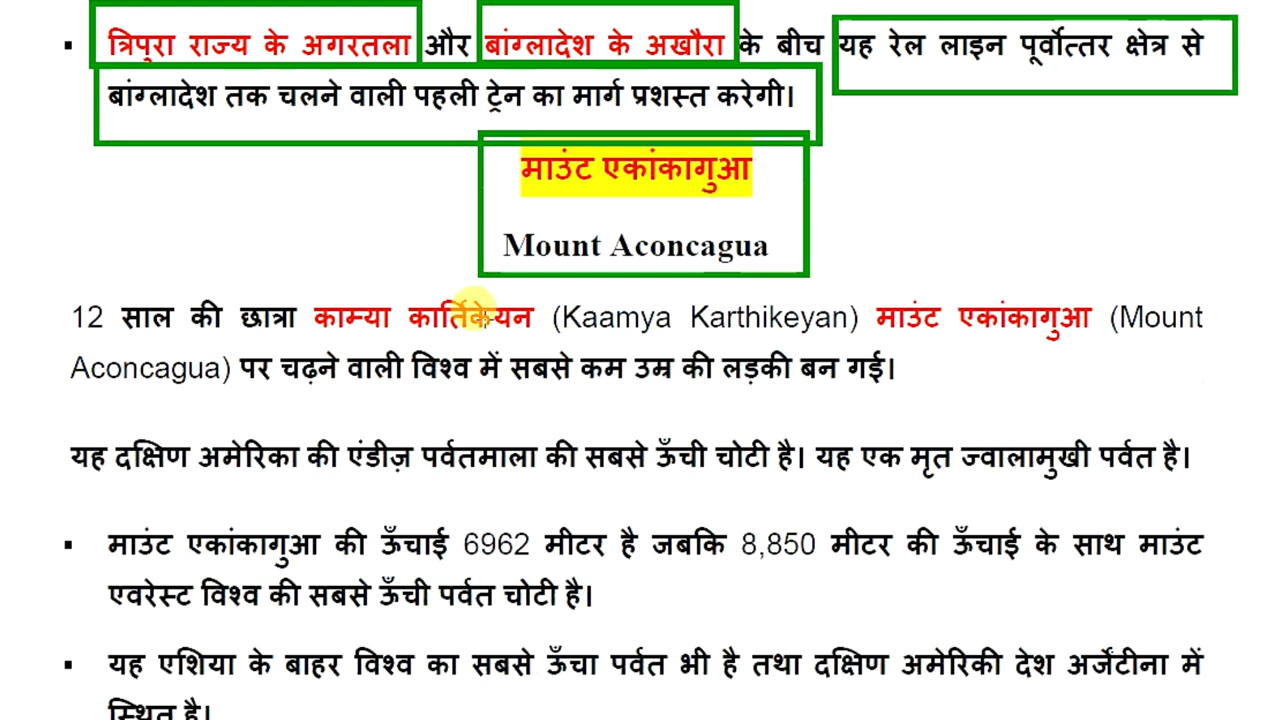 ▪ त्रिपुरा राज्य के अगरतला और बांग्लादेश के अखौरा के बीच यह रेल लाइन पूर्वोत्तर क्षेत्र से
बांग्लादेश तक चलने वाली पहली ट्रेन का मार्ग प्रशस्त करेगी।
माउंट एकांकागुआ
Mount Aconcagua
12 साल की छात्रा काम्या कार्तिकेयन (Kaamya Karthikeyan) माउंट एकांकागुआ (Mount
Aconcagua) पर चढ़ने वाली विश्व में सबसे कम उम्र की लड़की बन गई।
यह दक्षिण अमेरिका की एंडीज़ पर्वतमाला की सबसे ऊँची चोटी है। यह एक मृत ज्वालामुखी पर्वत है।
▪ माउंट एकांकागुआ की ऊँचाई 6962 मीटर है जबकि 8,850 मीटर की ऊँचाई के साथ माउंट
एवरेस्ट विश्व की सबसे ऊँची पर्वत चोटी है।
▪ यह एशिया के बाहर विश्व का सबसे ऊँचा पर्वत भी है तथा दक्षिण अमेरिकी देश अर्जेंटीना में
स्थित है।